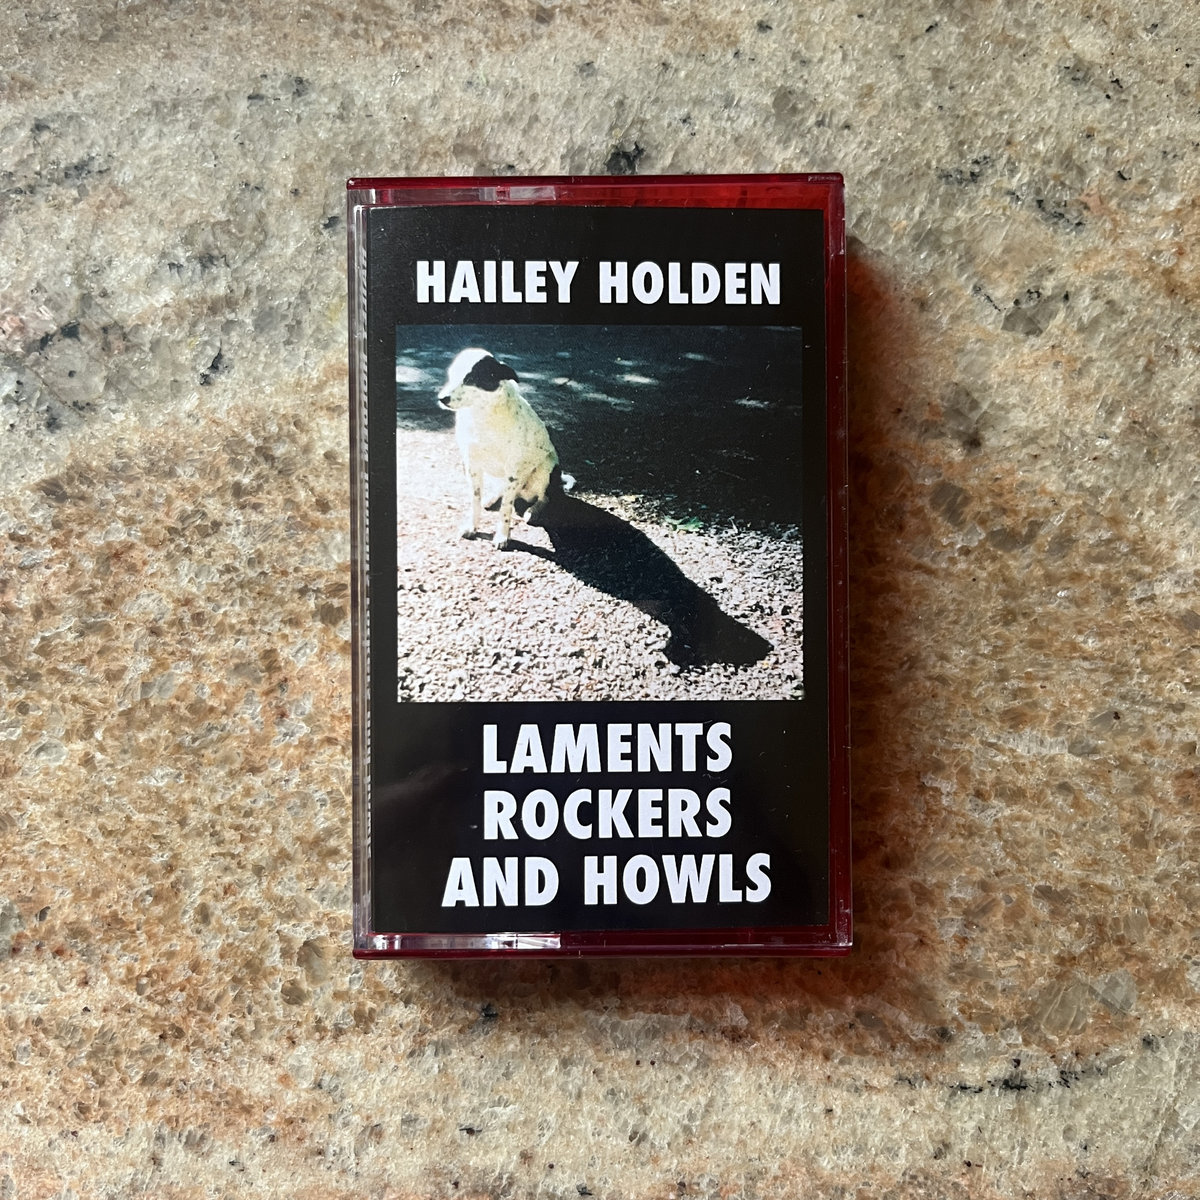 HAILEY HOLDEN
LAMENTS
ROCKERS
AND HOWLS